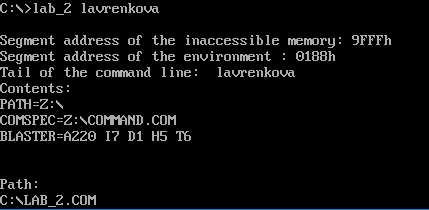 C:\>lab_2 lavrenkova
Segment address of the inaccessible memory: 9FFFh
Segment address of the environment : 0188h
Tail of the command line:  lavrenkova
Contents:
PATH=Z:\
COMSPEC=Z:\COMMAND.COM
BLASTER=A220 I7 D1 H5 T6
Path:
C:\LAB_2.COM